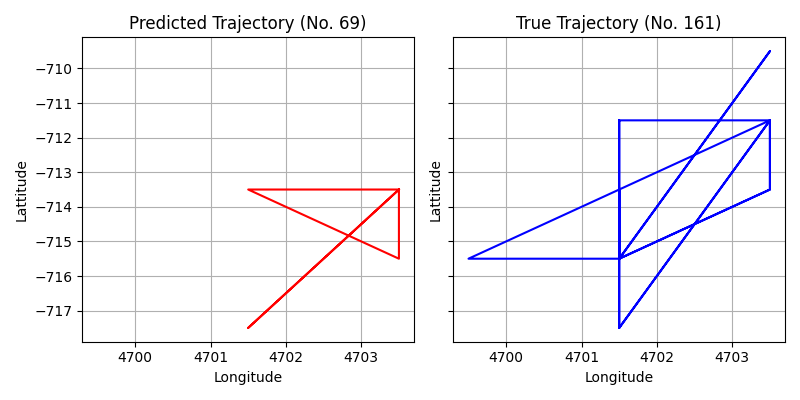 Predicted Trajectory (No. 69)
True Trajectory (No. 161)
−710
−711
−712
−713
−714
−715
−716
−717
Lattitude
Lattitude
4700 4701 4702 4703
4700 4701 4702 4703
Longitude
Longitude